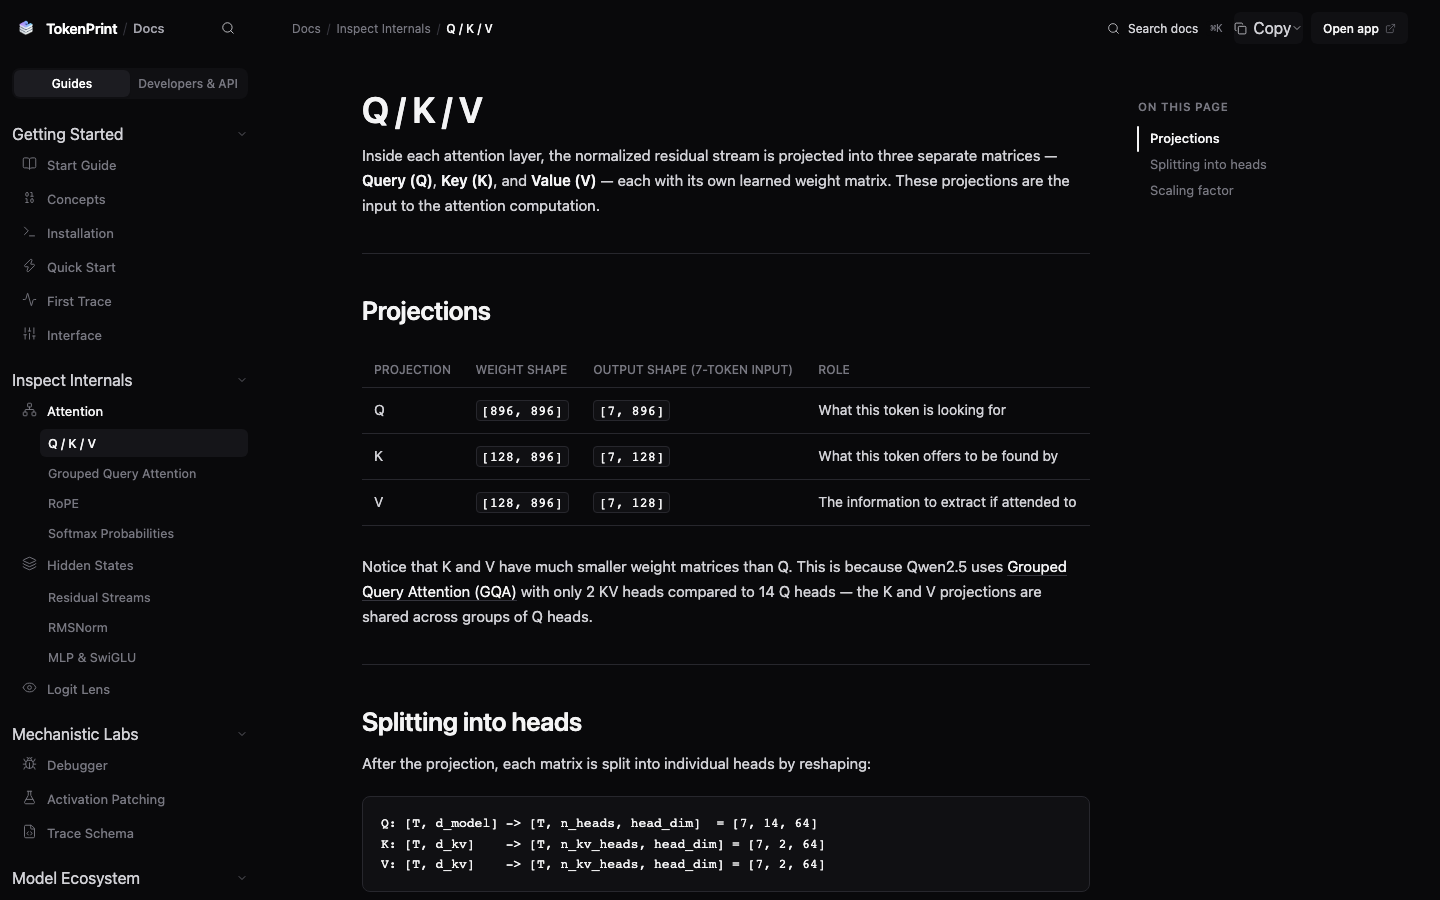 TokenPrint / Docs
Docs / Inspect Internals / Q / K / V
Search docs ⌘K
Copy
Open app
Guides
Developers & API
Getting Started
Start Guide
Concepts
Installation
Quick Start
First Trace
Interface
Inspect Internals
Attention
Q / K / V
Grouped Query Attention
RoPE
Softmax Probabilities
Hidden States
Residual Streams
RMSNorm
MLP & SwiGLU
Logit Lens
Mechanistic Labs
Debugger
Activation Patching
Trace Schema
Model Ecosystem
Q / K / V
Inside each attention layer, the normalized residual stream is projected into three separate matrices —
Query (Q), Key (K), and Value (V) — each with its own learned weight matrix. These projections are the
input to the attention computation.
Projections
PROJECTION WEIGHT SHAPE OUTPUT SHAPE (7-TOKEN INPUT) ROLE
Q [896, 896] [7, 896] What this token is looking for
K [128, 896] [7, 128] What this token offers to be found by
V [128, 896] [7, 128] The information to extract if attended to
Notice that K and V have much smaller weight matrices than Q. This is because Qwen2.5 uses Grouped
Query Attention (GQA) with only 2 KV heads compared to 14 Q heads — the K and V projections are
shared across groups of Q heads.
Splitting into heads
After the projection, each matrix is split into individual heads by reshaping:
Q: [T, d_model] -> [T, n_heads, head_dim]  = [7, 14, 64]
K: [T, d_kv]    -> [T, n_kv_heads, head_dim] = [7, 2, 64]
V: [T, d_kv]    -> [T, n_kv_heads, head_dim] = [7, 2, 64]
ON THIS PAGE
Projections
Splitting into heads
Scaling factor